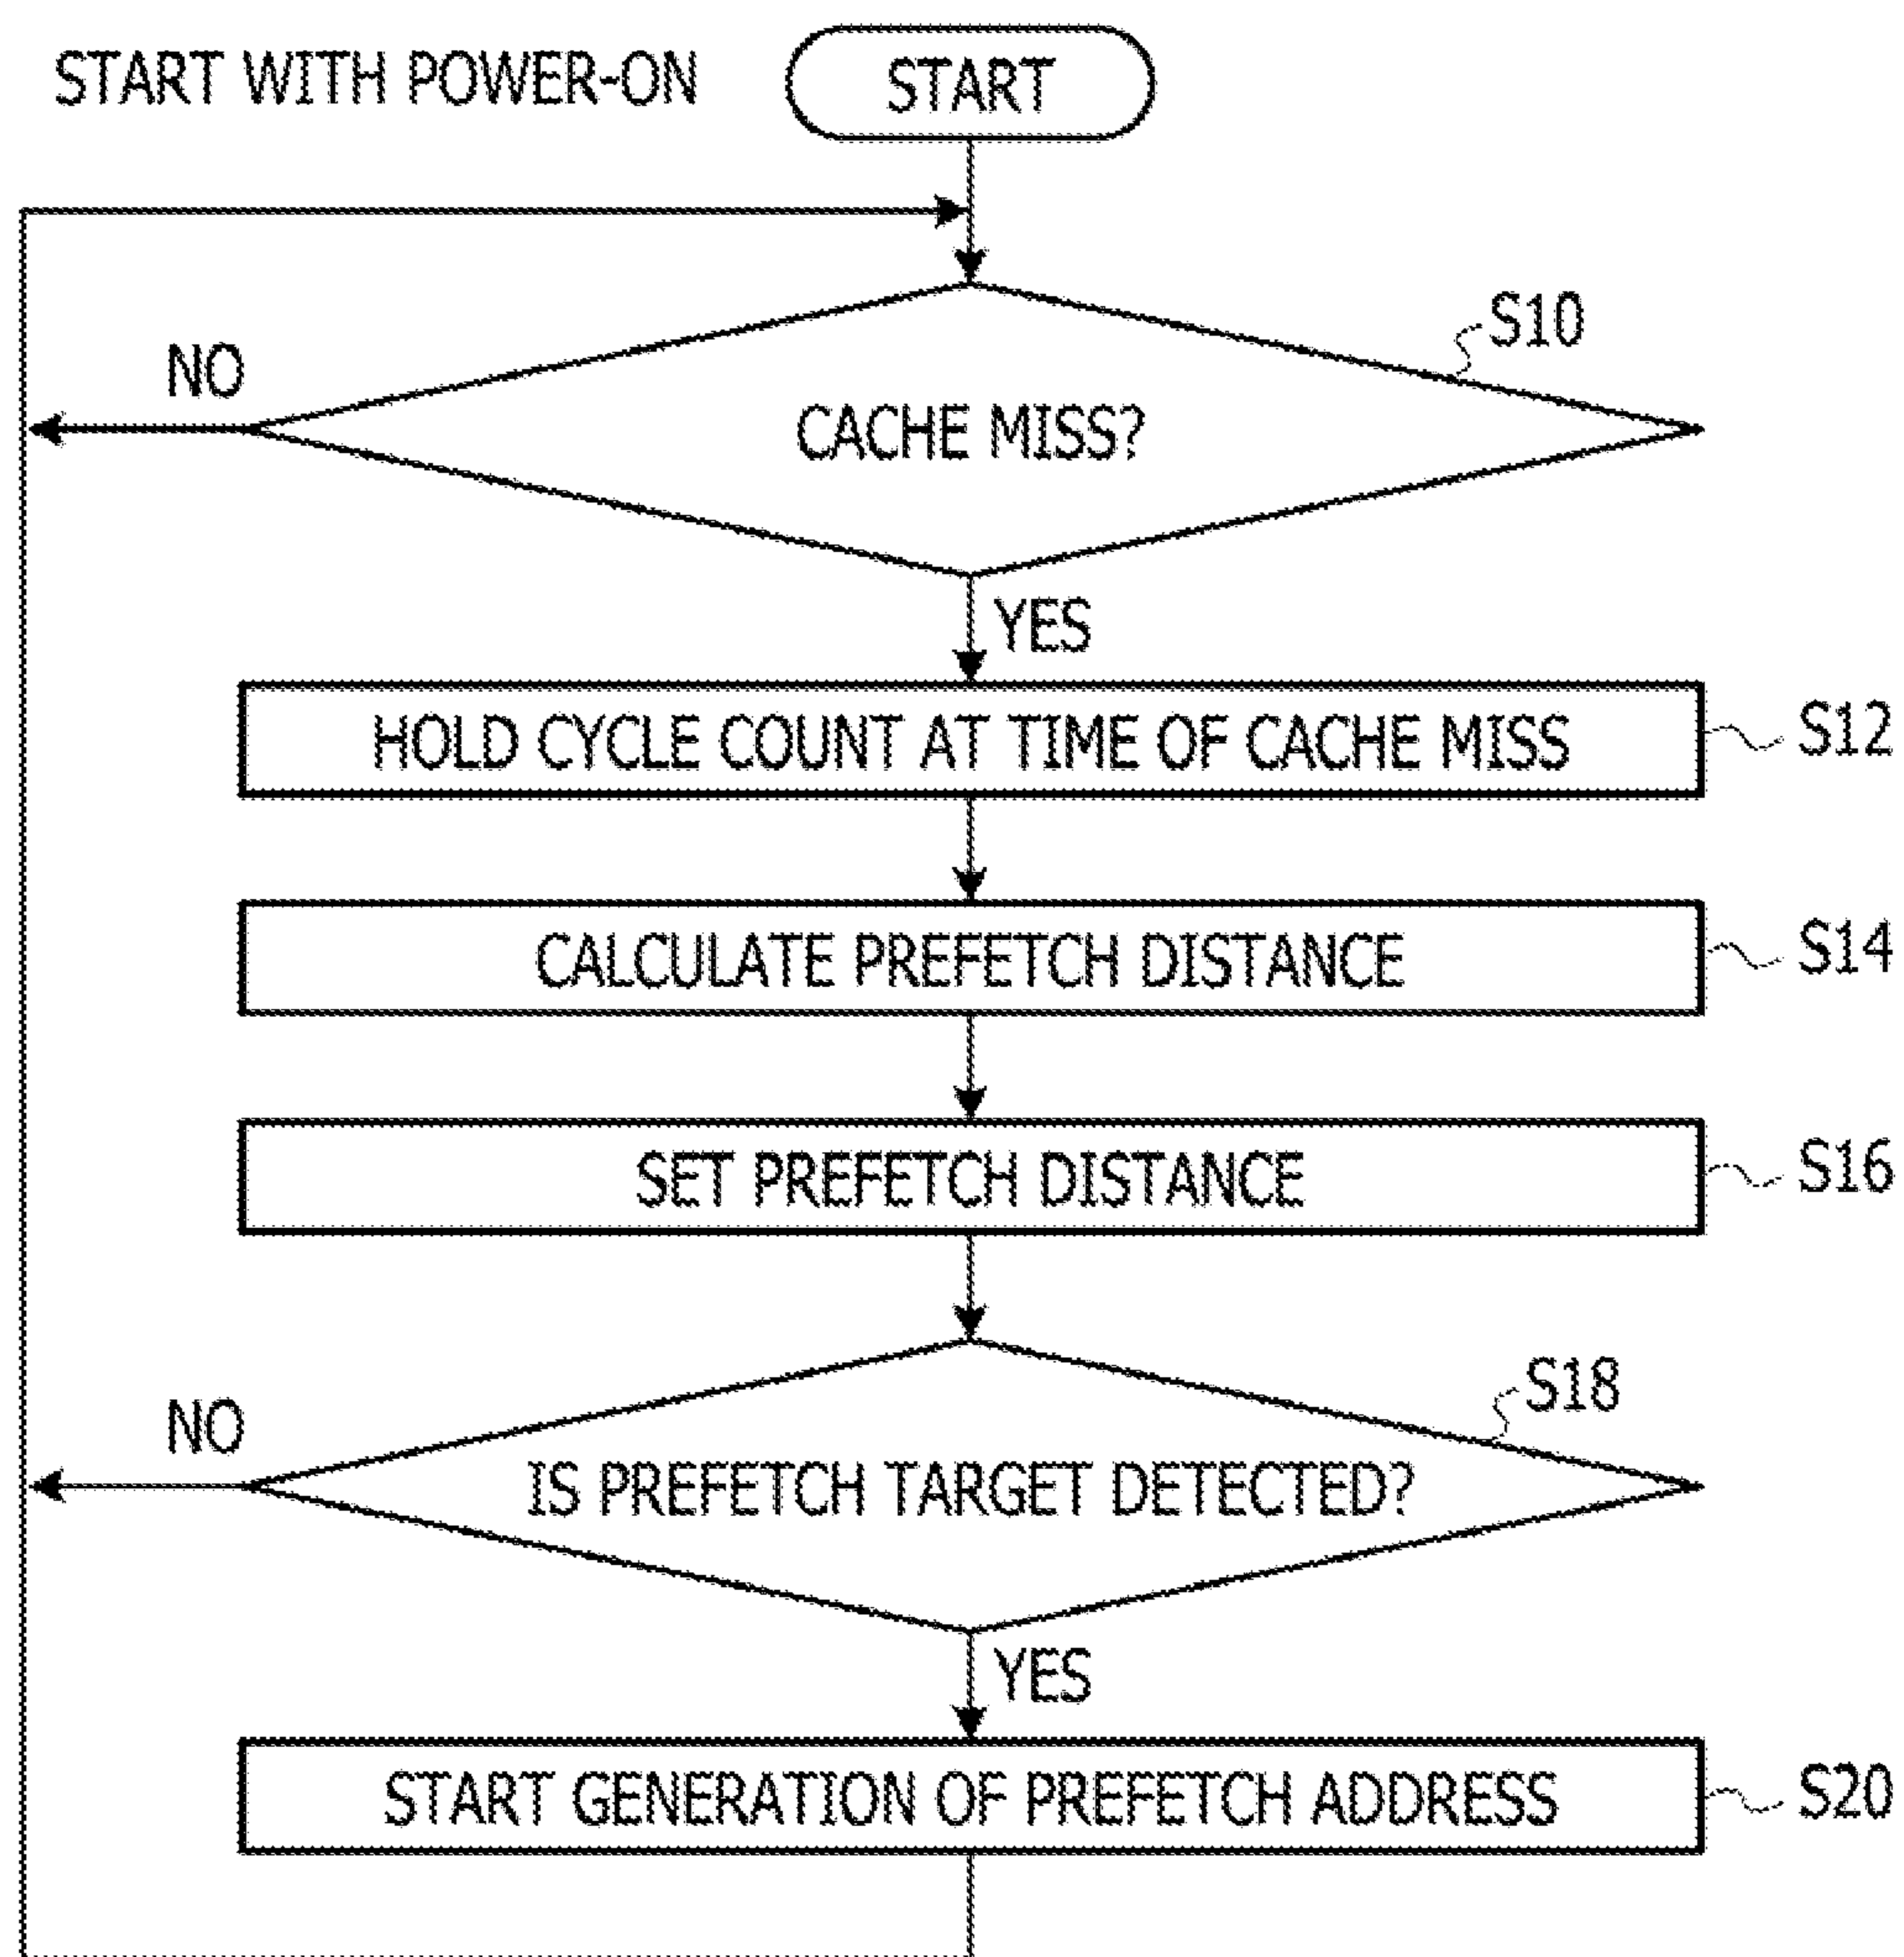 START WITH POWER-ON
START
S10
NO
CACHE MISS?
YES
HOLD CYCLE COUNT AT TIME OF CACHE MISS
S12
CALCULATE PREFETCH DISTANCE
S14
SET PREFETCH DISTANCE
S16
S18
NO
IS PREFETCH TARGET DETECTED?
YES
START GENERATION OF PREFETCH ADDRESS
S20